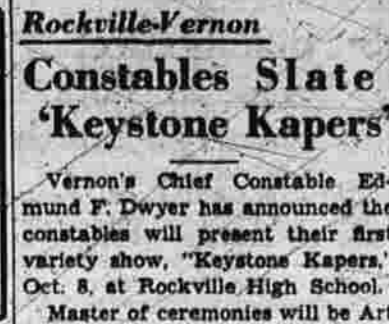 Rockville-Vernon
Constables Slate
'Keystone Kapers'
Vernon's Chief Constable Ed-
mund F. Dwyer has announced the
constables will present their first
variety show, "Keystone Kapers,"
Oct. 8, at Rockville High School.
Master of ceremonies will be Ar